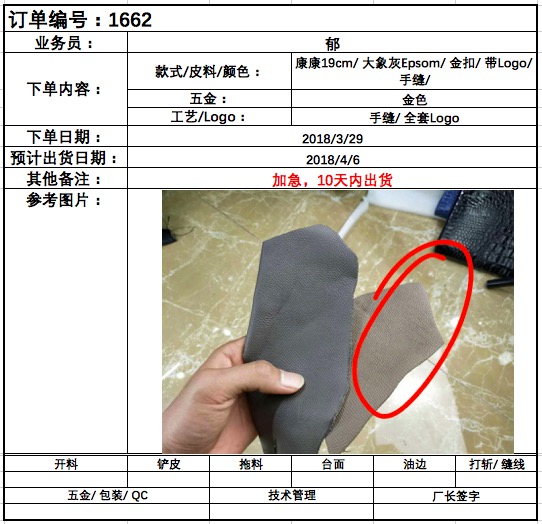 订单编号：1662
业务员： 郁
下单内容： 款式/皮料/颜色： 康康19cm/ 大象灰Epsom/ 金扣/ 带Logo/
手缝/
五金： 金色
工艺/Logo： 手缝/ 全套Logo
下单日期： 2018/3/29
预计出货日期： 2018/4/6
其他备注： 加急，10天内出货
参考图片：
开料 铲皮 拖料 台面 油边 打斩/ 缝线
五金/ 包装/ QC 技术管理 厂长签字